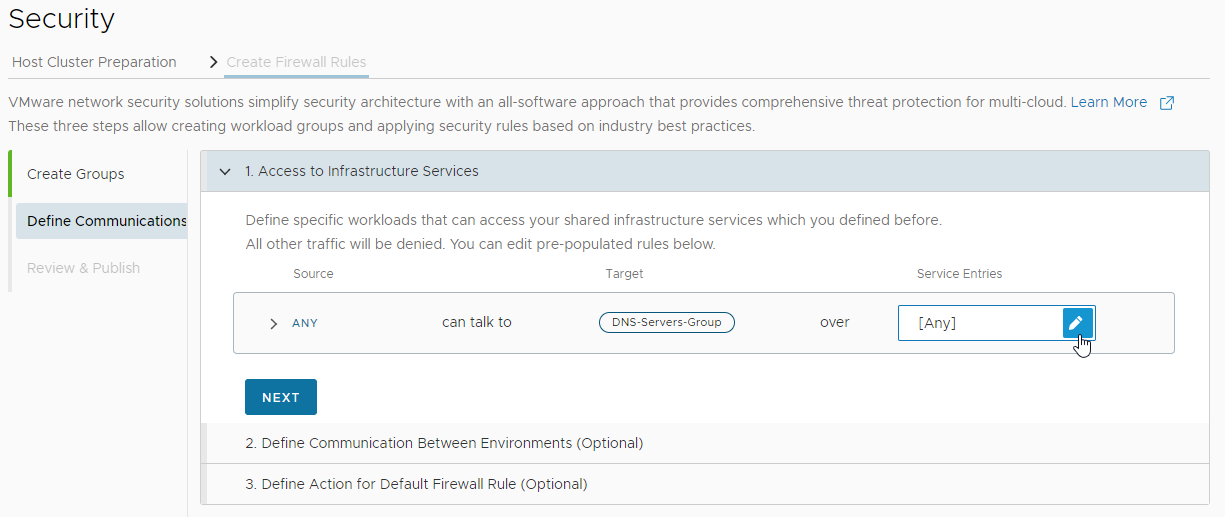 Security
Host Cluster Preparation
Create Firewall Rules
VMware network security solutions simplify security architecture with an all-software approach that provides comprehensive threat protection for multi-cloud. Learn More
These three steps allow creating workload groups and applying security rules based on industry best practices.
Create Groups
Define Communications
Review & Publish
1. Access to Infrastructure Services
Define specific workloads that can access your shared infrastructure services which you defined before.
All other traffic will be denied. You can edit pre-populated rules below.
Source Target Service Entries
ANY can talk to DNS-Servers-Group over [Any]
NEXT
2. Define Communication Between Environments (Optional)
3. Define Action for Default Firewall Rule (Optional)